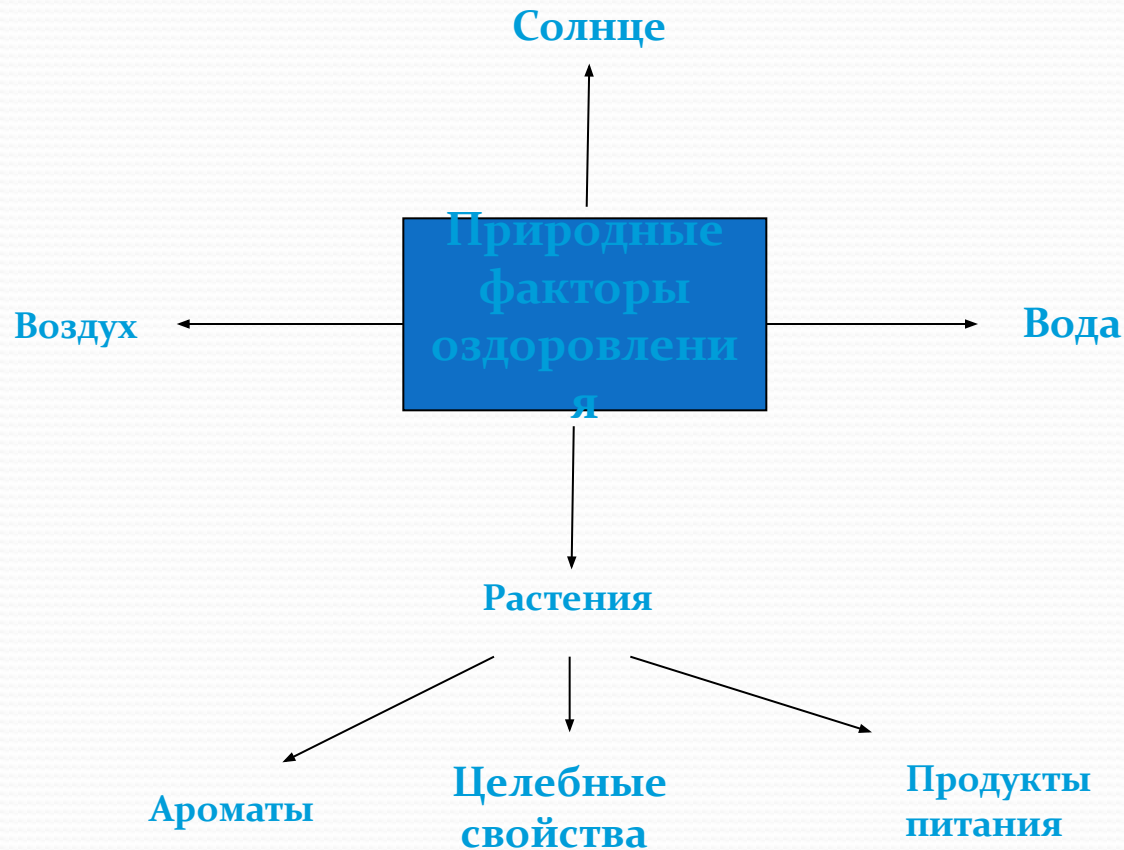 Солнце
Природные
факторы
оздоровлени
я
Воздух
Вода
Растения
Ароматы
Целебные
свойства
Продукты
питания